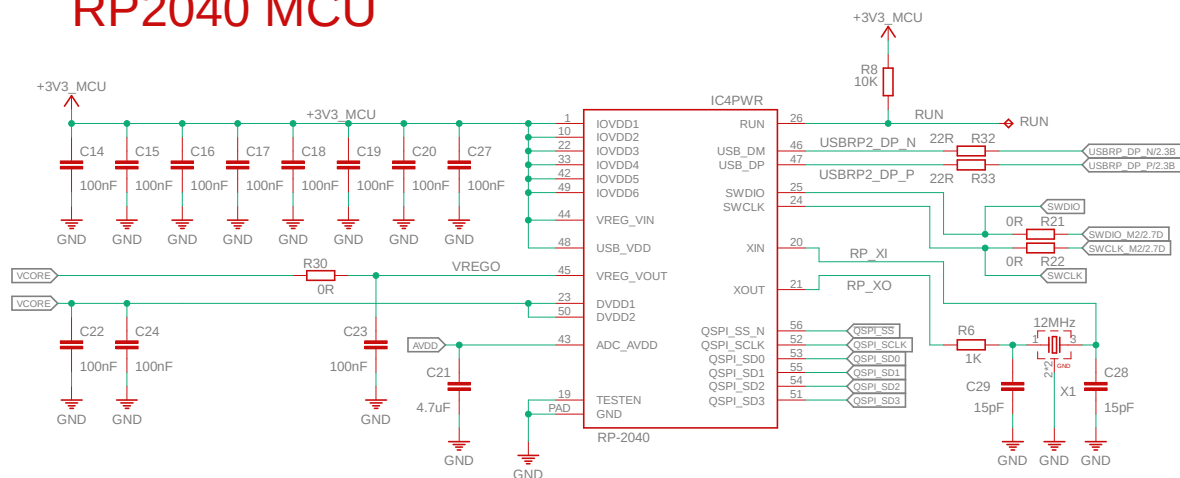 RP2040 MCU
+3V3_MCU
R8
10K
+3V3_MCU
+3V3_MCU
C14
100nF
GND
C15
100nF
GND
C16
100nF
GND
C17
100nF
GND
C18
100nF
GND
C19
100nF
GND
C20
100nF
GND
C27
100nF
GND
VCORE
R30
0R
VREGO
VCORE
C22
100nF
GND
C24
100nF
GND
C23
100nF
GND
AVDD
C21
4.7uF
GND
GND
IC4PWR
1 IOVDD1
10 IOVDD2
22 IOVDD3
33 IOVDD4
42 IOVDD5
49 IOVDD6
44 VREG_VIN
48 USB_VDD
45 VREG_VOUT
23 DVDD1
50 DVDD2
43 ADC_AVDD
19 TESTEN
PAD GND
RP-2040
RUN 26 RUN RUN
USB_DM 46 USBRP2_DP_N 22R R32 USBRP_DP_N/2.3B
USB_DP 47 USBRP2_DP_P 22R R33 USBRP_DP_P/2.3B
SWDIO 25
SWCLK 24
SWDIO
0R R21 SWDIO_M2/2.7D
0R R22 SWCLK_M2/2.7D
SWCLK
XIN 20 RP_XI
XOUT 21 RP_XO
QSPI_SS_N 56 QSPI_SS
QSPI_SCLK 52 QSPI_SCLK
QSPI_SD0 53 QSPI_SD0
QSPI_SD1 55 QSPI_SD1
QSPI_SD2 54 QSPI_SD2
QSPI_SD3 51 QSPI_SD3
R6
1K
12MHz
1 3
GND
2*2
X1
C29
15pF
GND
GND
C28
15pF
GND